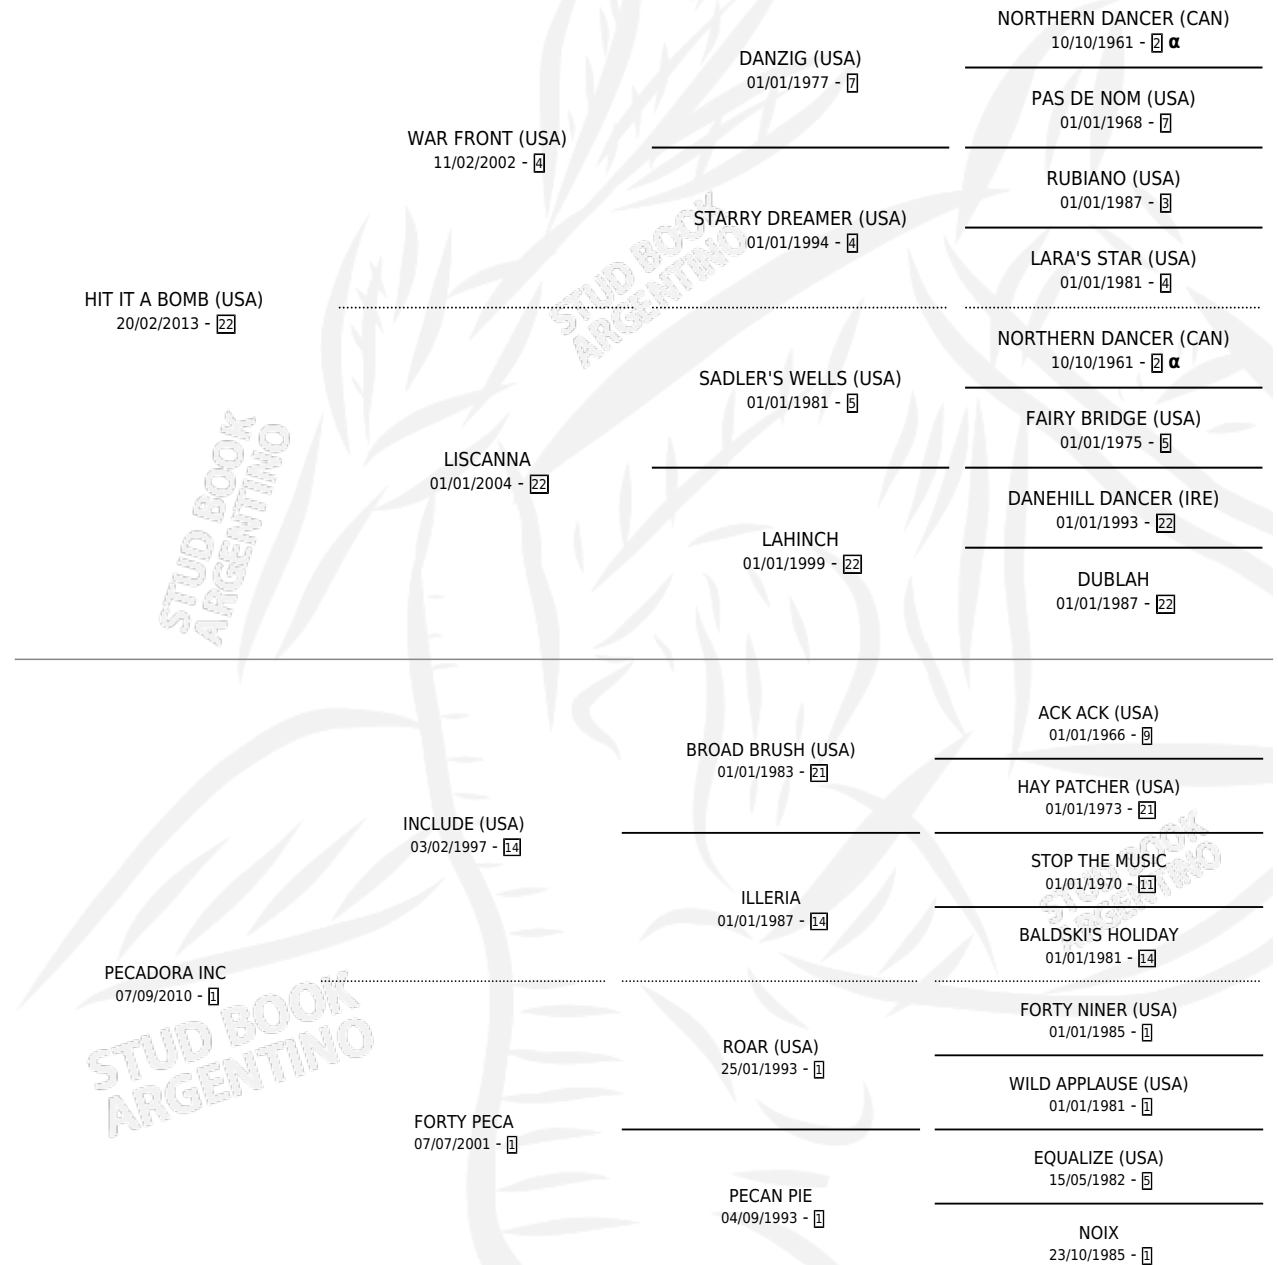 NORTHERN DANCER (CAN)
10/10/1961 - 2 α
DANZIG (USA)
01/01/1977 - 7
PAS DE NOM (USA)
01/01/1968 - 7
WAR FRONT (USA)
11/02/2002 - 4
RUBIANO (USA)
01/01/1987 - 3
STARRY DREAMER (USA)
01/01/1994 - 4
LARA'S STAR (USA)
01/01/1981 - 4
HIT IT A BOMB (USA)
20/02/2013 - 22
NORTHERN DANCER (CAN)
10/10/1961 - 2 α
SADLER'S WELLS (USA)
01/01/1981 - 5
FAIRY BRIDGE (USA)
01/01/1975 - 5
LISCANNA
01/01/2004 - 22
DANEHILL DANCER (IRE)
01/01/1993 - 22
LAHINCH
01/01/1999 - 22
DUBLAH
01/01/1987 - 22
ACK ACK (USA)
01/01/1966 - 9
BROAD BRUSH (USA)
01/01/1983 - 21
HAY PATCHER (USA)
01/01/1973 - 21
INCLUDE (USA)
03/02/1997 - 14
STOP THE MUSIC
01/01/1970 - 11
ILLERIA
01/01/1987 - 14
BALDSKI'S HOLIDAY
01/01/1981 - 14
PECADORA INC
07/09/2010 - 1
FORTY NINER (USA)
01/01/1985 - 1
ROAR (USA)
25/01/1993 - 1
WILD APPLAUSE (USA)
01/01/1981 - 1
FORTY PECA
07/07/2001 - 1
EQUALIZE (USA)
15/05/1982 - 5
PECAN PIE
04/09/1993 - 1
NOIX
23/10/1985 - 1
STUD BOOK
ARGENTINO
STUD BOOK
ARGENTINO
STUD BOOK
ARGENTINO
STUD BOOK
ARGENTINO